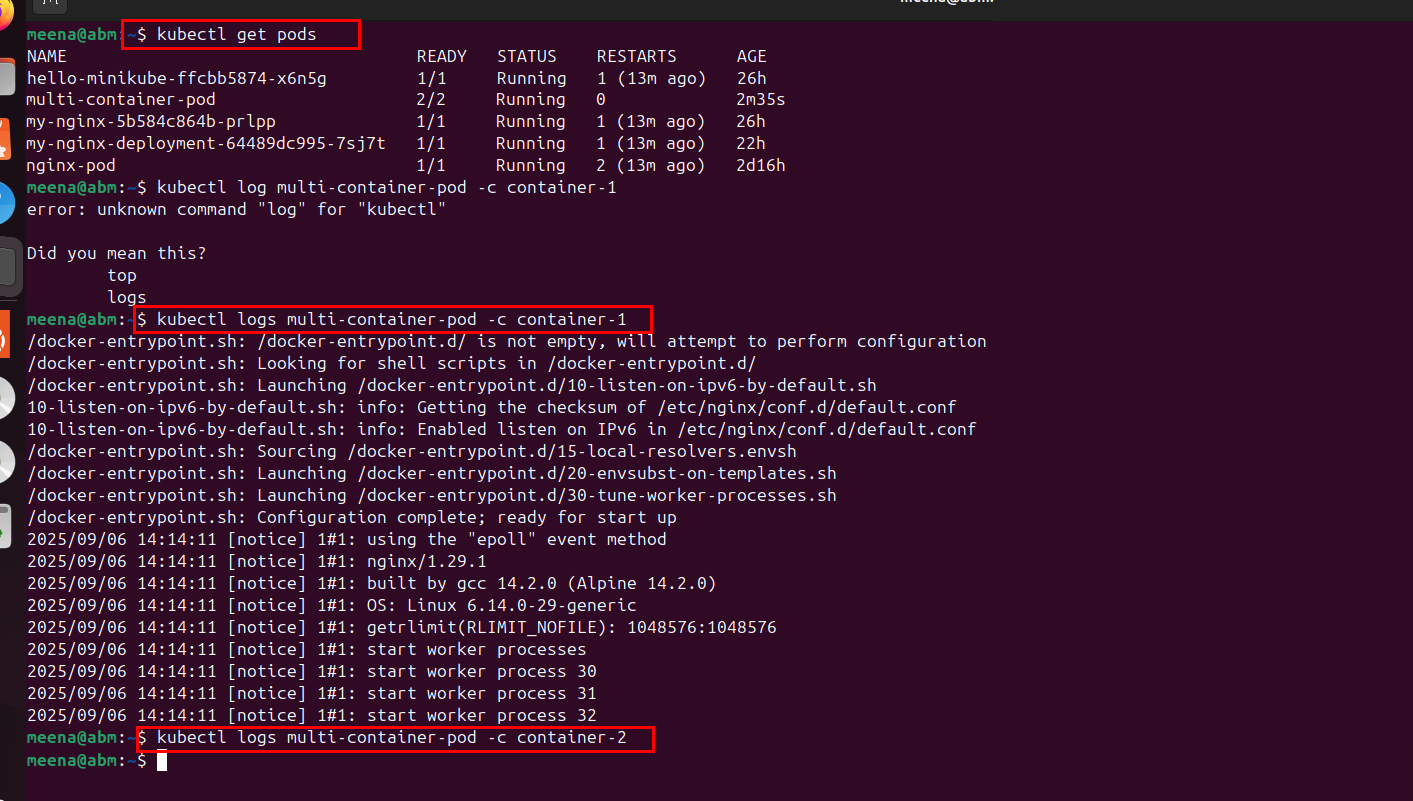 meena@abm:~$ kubectl get pods
NAME READY STATUS RESTARTS AGE
hello-minikube-ffcbb5874-x6n5g 1/1 Running 1 (13m ago) 26h
multi-container-pod 2/2 Running 0 2m35s
my-nginx-5b584c864b-prlpp 1/1 Running 1 (13m ago) 26h
my-nginx-deployment-64489dc995-7sj7t 1/1 Running 1 (13m ago) 22h
nginx-pod 1/1 Running 2 (13m ago) 2d16h
meena@abm:~$ kubectl log multi-container-pod -c container-1
error: unknown command "log" for "kubectl"

Did you mean this?
top
logs
meena@abm:~$ kubectl logs multi-container-pod -c container-1
/docker-entrypoint.sh: /docker-entrypoint.d/ is not empty, will attempt to perform configuration
/docker-entrypoint.sh: Looking for shell scripts in /docker-entrypoint.d/
/docker-entrypoint.sh: Launching /docker-entrypoint.d/10-listen-on-ipv6-by-default.sh
10-listen-on-ipv6-by-default.sh: info: Getting the checksum of /etc/nginx/conf.d/default.conf
10-listen-on-ipv6-by-default.sh: info: Enabled listen on IPv6 in /etc/nginx/conf.d/default.conf
/docker-entrypoint.sh: Sourcing /docker-entrypoint.d/15-local-resolvers.envsh
/docker-entrypoint.sh: Launching /docker-entrypoint.d/20-envsubst-on-templates.sh
/docker-entrypoint.sh: Launching /docker-entrypoint.d/30-tune-worker-processes.sh
/docker-entrypoint.sh: Configuration complete; ready for start up
2025/09/06 14:14:11 [notice] 1#1: using the "epoll" event method
2025/09/06 14:14:11 [notice] 1#1: nginx/1.29.1
2025/09/06 14:14:11 [notice] 1#1: built by gcc 14.2.0 (Alpine 14.2.0)
2025/09/06 14:14:11 [notice] 1#1: OS: Linux 6.14.0-29-generic
2025/09/06 14:14:11 [notice] 1#1: getrlimit(RLIMIT_NOFILE): 1048576:1048576
2025/09/06 14:14:11 [notice] 1#1: start worker processes
2025/09/06 14:14:11 [notice] 1#1: start worker process 30
2025/09/06 14:14:11 [notice] 1#1: start worker process 31
2025/09/06 14:14:11 [notice] 1#1: start worker process 32
meena@abm:~$ kubectl logs multi-container-pod -c container-2
meena@abm:~$